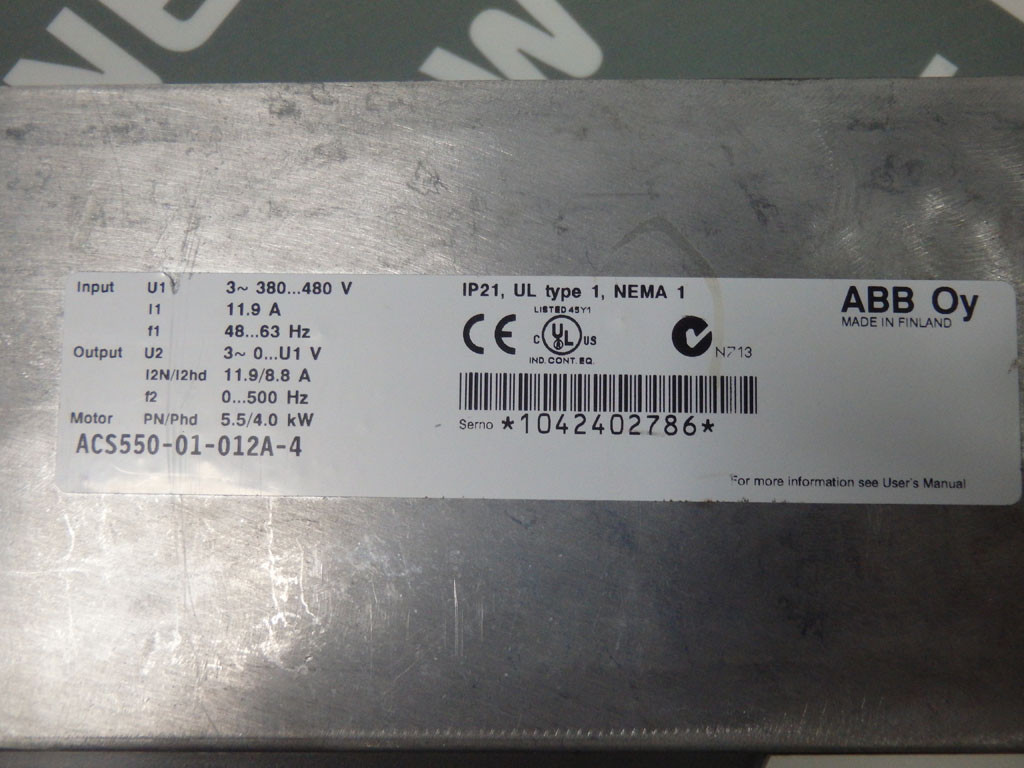 NE
W
Input U1 3~ 380...480 V
I1 11.9 A
f1 48...63 Hz
Output U2 3~ 0...U1 V
I2N/I2hd 11.9/8.8 A
f2 0...500 Hz
Motor PN/Phd 5.5/4.0 kW
ACS550-01-012A-4
IP21, UL type 1, NEMA 1
LISTED 45Y1
CE C UL US N713
IND. CONT. EQ.
Serno *1042402786*
ABB Oy
MADE IN FINLAND
For more information see User's Manual